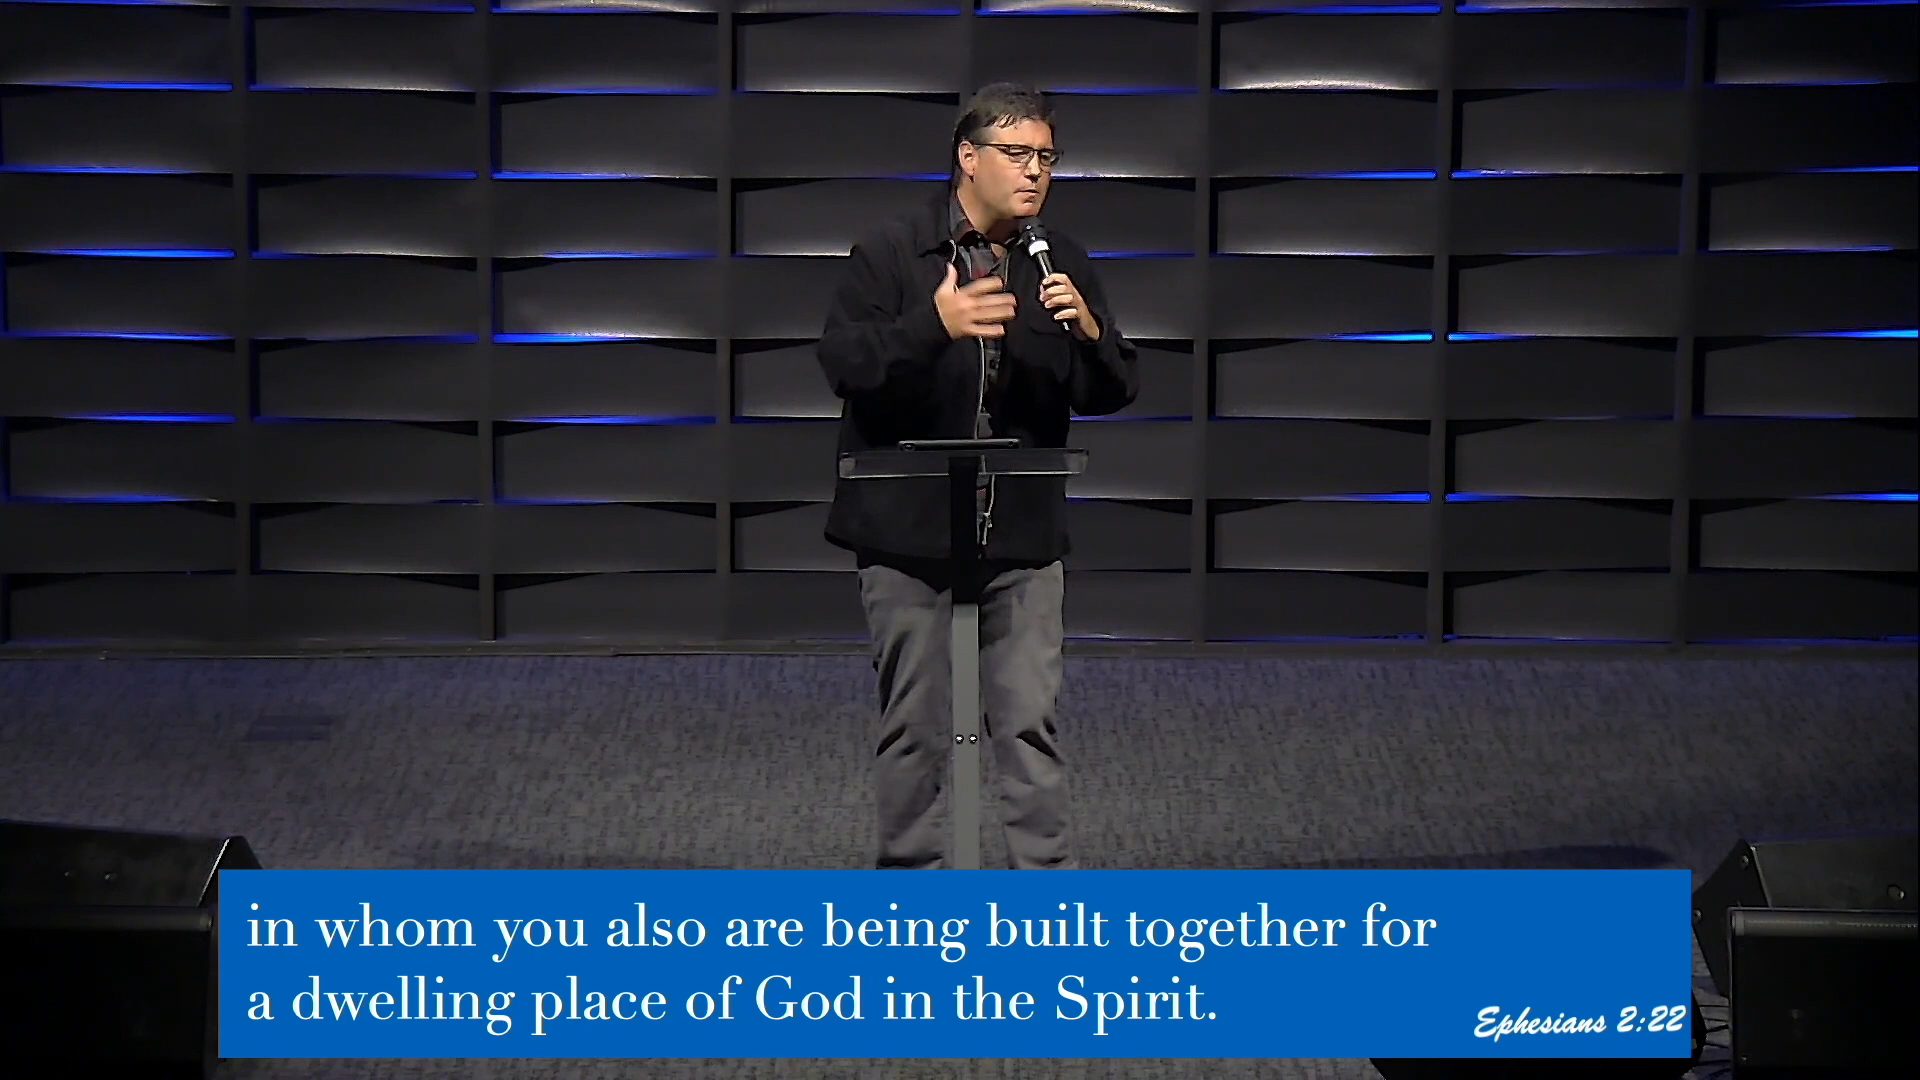 in whom you also are being built together for
a dwelling place of God in the Spirit.
Ephesians 2:22